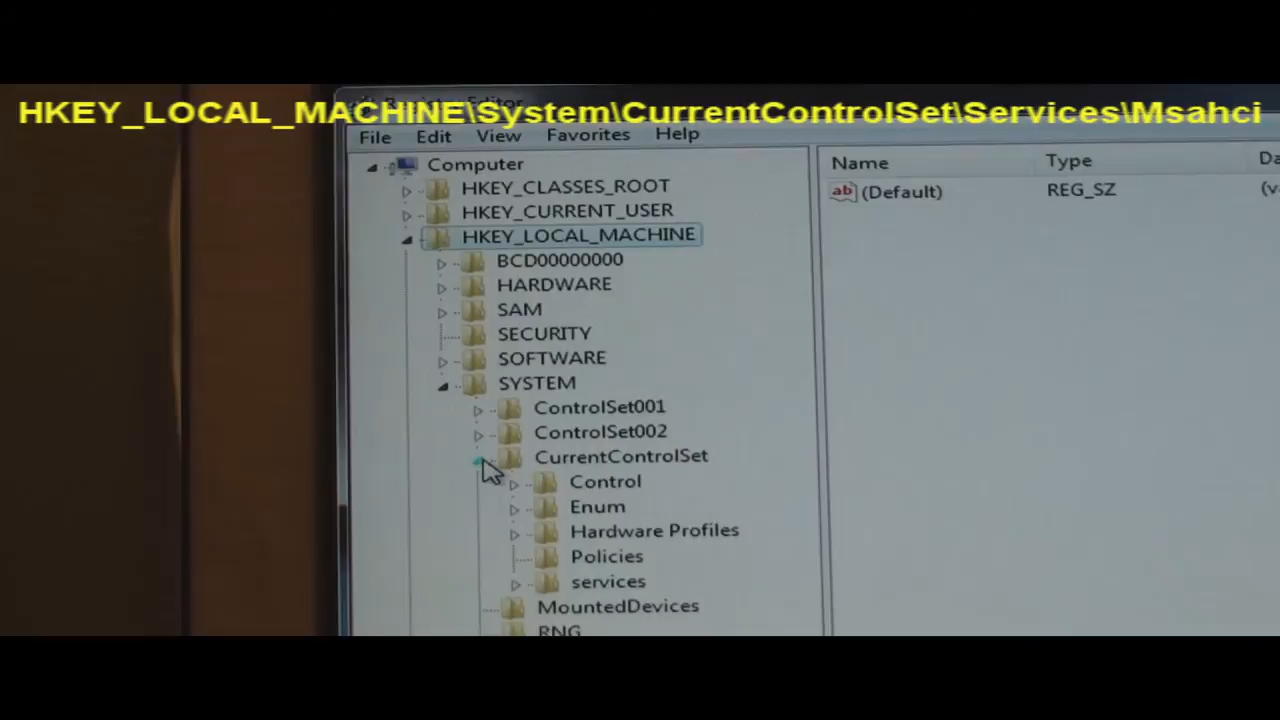 HKEY_LOCAL_MACHINE\System\CurrentControlSet\Services\Msahci
File Edit View Favorites Help
Computer
HKEY_CLASSES_ROOT
HKEY_CURRENT_USER
HKEY_LOCAL_MACHINE
BCD00000000
HARDWARE
SAM
SECURITY
SOFTWARE
SYSTEM
ControlSet001
ControlSet002
CurrentControlSet
Control
Enum
Hardware Profiles
Policies
services
MountedDevices
RNG
Name Type
ab (Default) REG_SZ